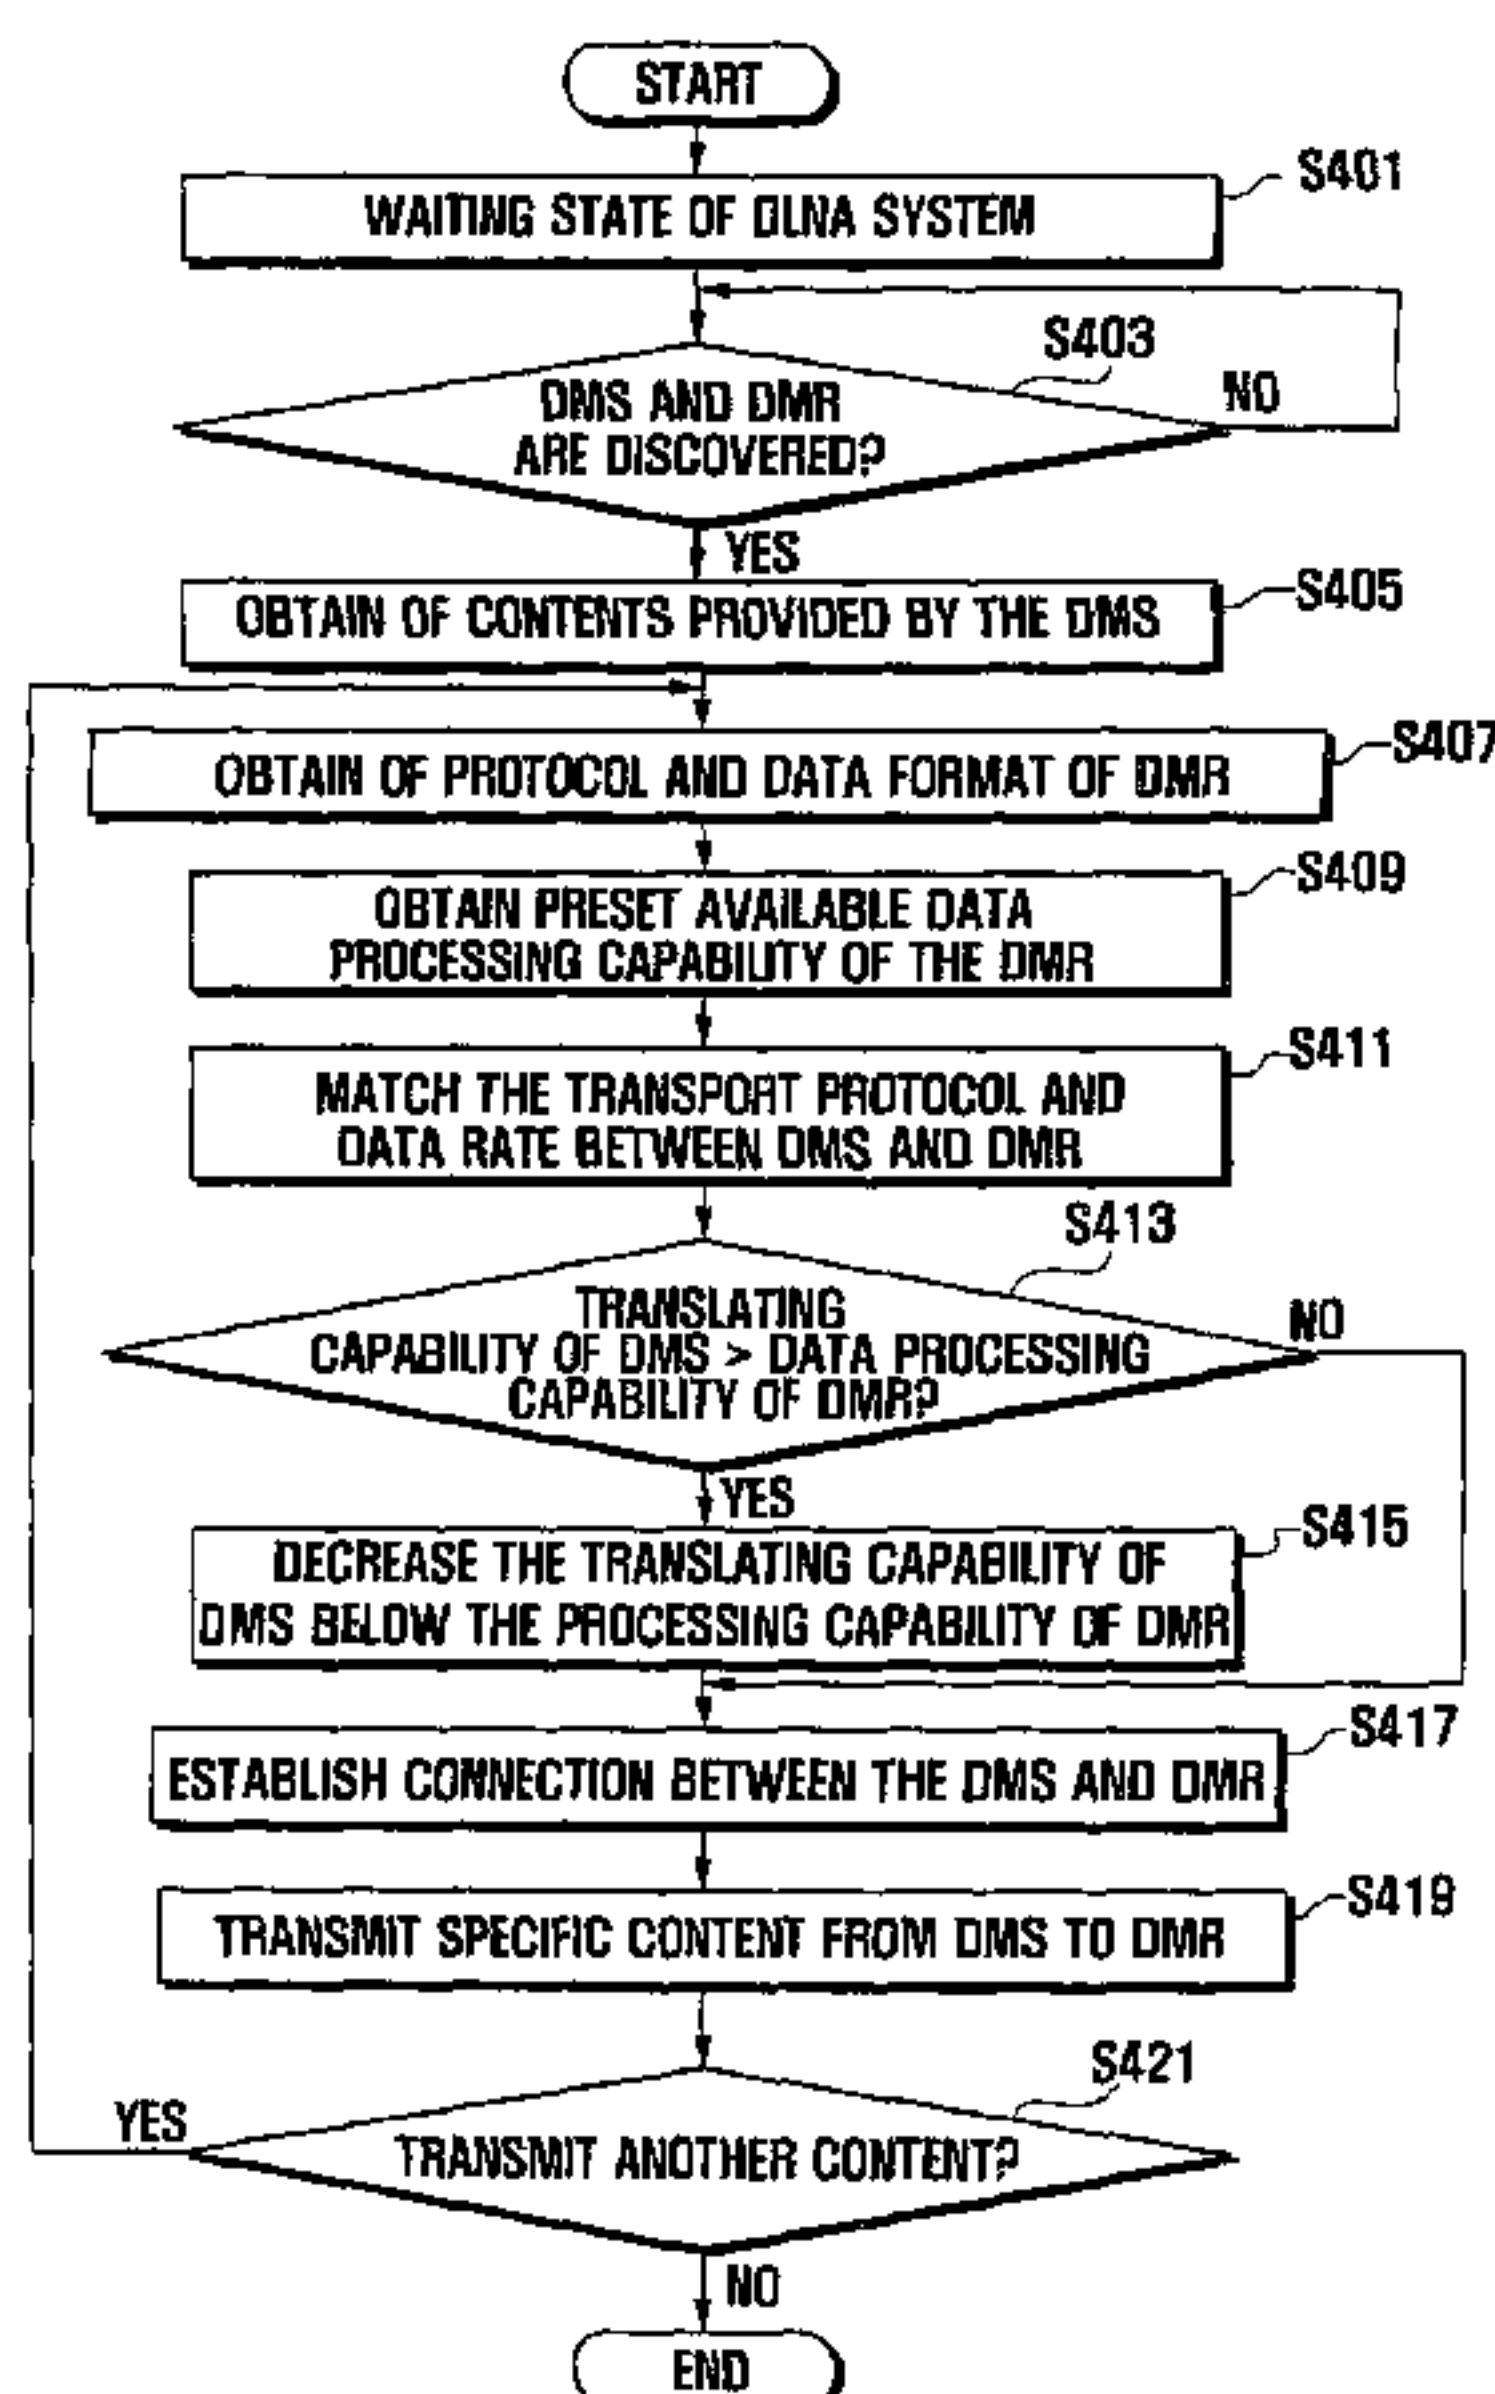 START
S401
WAITING STATE OF DLNA SYSTEM
S403
DMS AND DMR
ARE DISCOVERED?
NO
YES
S405
OBTAIN OF CONTENTS PROVIDED BY THE DMS
S407
OBTAIN OF PROTOCOL AND DATA FORMAT OF DMR
S409
OBTAIN PRESET AVAILABLE DATA
PROCESSING CAPABILITY OF THE DMR
S411
MATCH THE TRANSPORT PROTOCOL AND
DATA RATE BETWEEN DMS AND DMR
S413
TRANSLATING
CAPABILITY OF DMS > DATA PROCESSING
CAPABILITY OF DMR?
NO
YES
S415
DECREASE THE TRANSLATING CAPABILITY OF
DMS BELOW THE PROCESSING CAPABILITY OF DMR
S417
ESTABLISH CONNECTION BETWEEN THE DMS AND DMR
S419
TRANSMIT SPECIFIC CONTENT FROM DMS TO DMR
S421
YES
TRANSMIT ANOTHER CONTENT?
NO
END